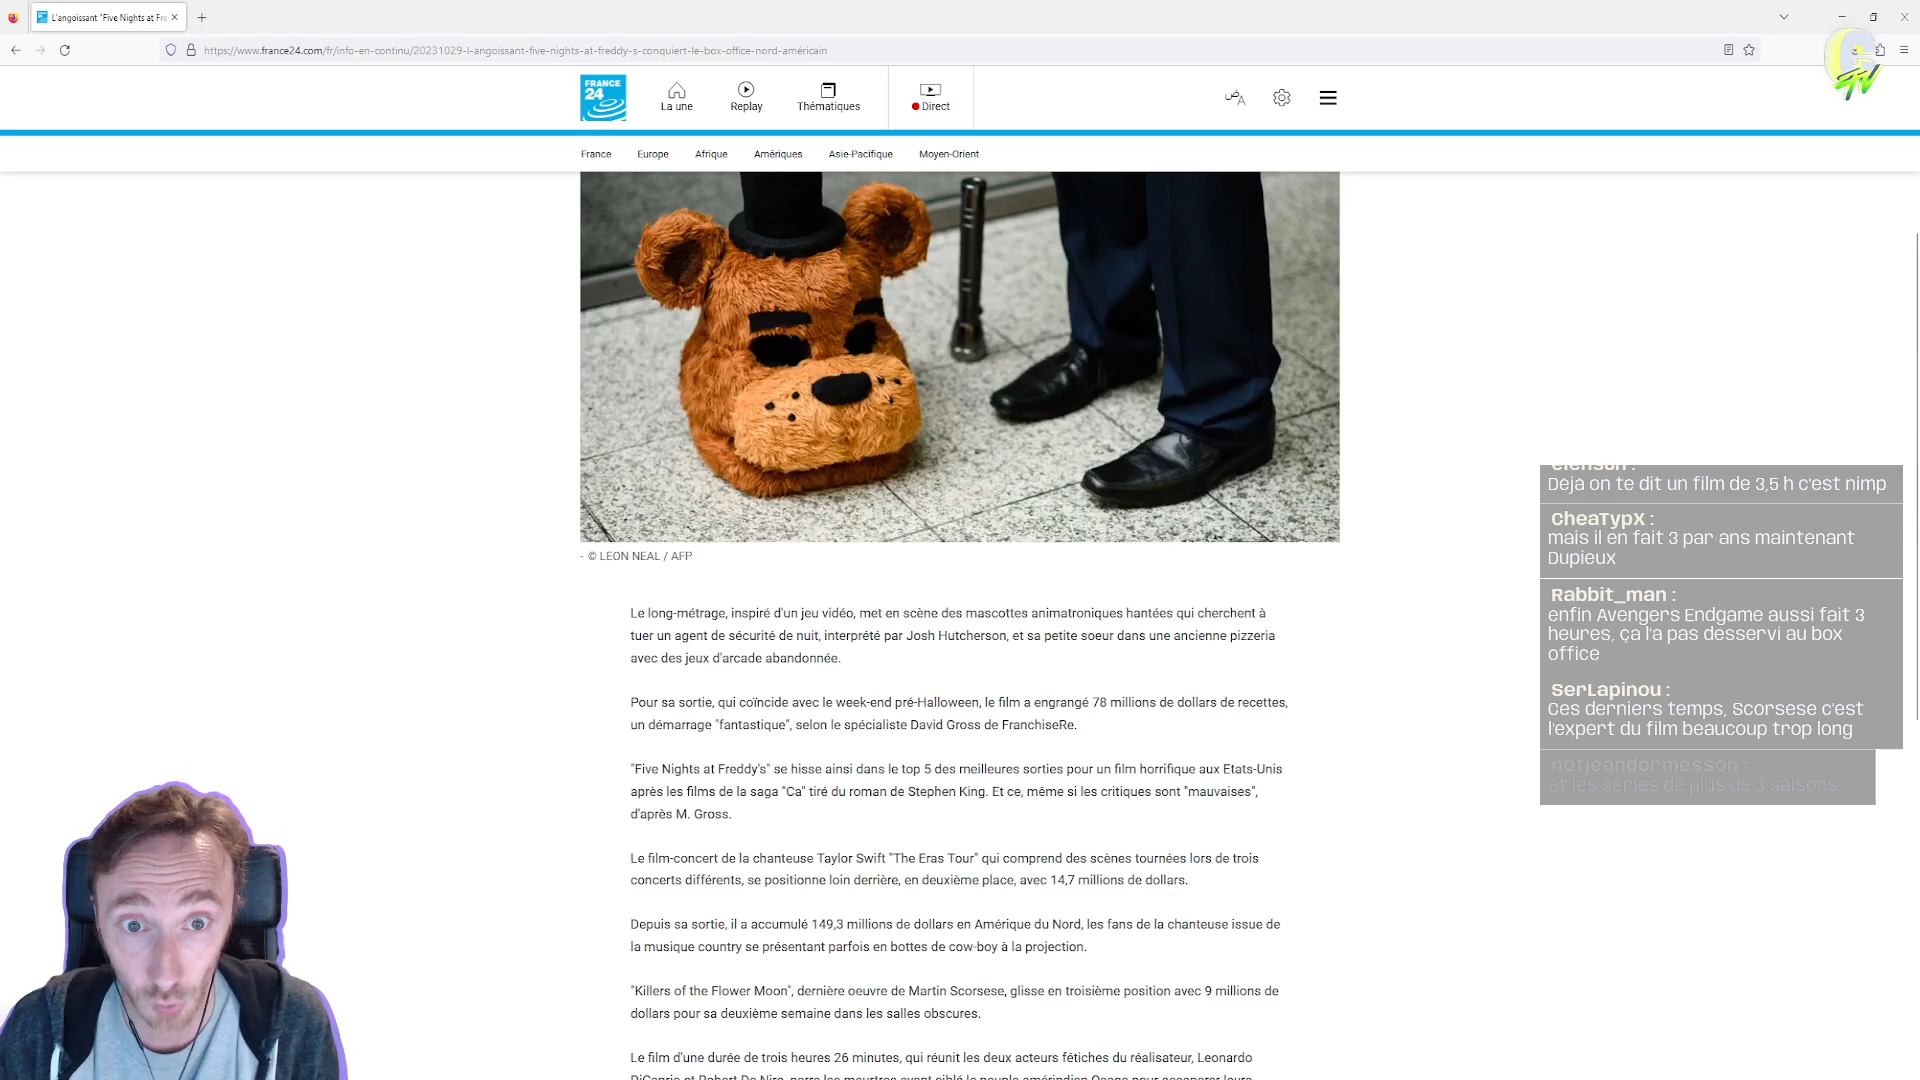 L'angoissant "Five Nights at Fre
https://www.france24.com/fr/info-en-continu/20231029-l-angoissant-five-nights-at-freddy-s-conquiert-le-box-office-nord-américain
FRANCE
24
La une
Replay
Thématiques
Direct
France
Europe
Afrique
Amériques
Asie-Pacifique
Moyen-Orient
- © LEON NEAL / AFP
Le long-métrage, inspiré d'un jeu vidéo, met en scène des mascottes animatroniques hantées qui cherchent à
tuer un agent de sécurité de nuit, interprété par Josh Hutcherson, et sa petite soeur dans une ancienne pizzeria
avec des jeux d'arcade abandonnée.
Pour sa sortie, qui coïncide avec le week-end pré-Halloween, le film a engrangé 78 millions de dollars de recettes,
un démarrage "fantastique", selon le spécialiste David Gross de FranchiseRe.
"Five Nights at Freddy's" se hisse ainsi dans le top 5 des meilleures sorties pour un film horrifique aux Etats-Unis
après les films de la saga "Ca" tiré du roman de Stephen King. Et ce, même si les critiques sont "mauvaises",
d'après M. Gross.
Le film-concert de la chanteuse Taylor Swift "The Eras Tour" qui comprend des scènes tournées lors de trois
concerts différents, se positionne loin derrière, en deuxième place, avec 14,7 millions de dollars.
Depuis sa sortie, il a accumulé 149,3 millions de dollars en Amérique du Nord, les fans de la chanteuse issue de
la musique country se présentant parfois en bottes de cow-boy à la projection.
"Killers of the Flower Moon", dernière oeuvre de Martin Scorsese, glisse en troisième position avec 9 millions de
dollars pour sa deuxième semaine dans les salles obscures.
Le film d'une durée de trois heures 26 minutes, qui réunit les deux acteurs fétiches du réalisateur, Leonardo
Déjà on te dit un film de 3,5 h c'est nimp
CheaTypX :
mais il en fait 3 par ans maintenant
Dupieux
Rabbit_man :
enfin Avengers Endgame aussi fait 3
heures, ça l'a pas desservi au box
office
SerLapinou :
Ces derniers temps, Scorsese c'est
l'expert du film beaucoup trop long
notjeandormesson :
et les séries de plus de 3 saisons